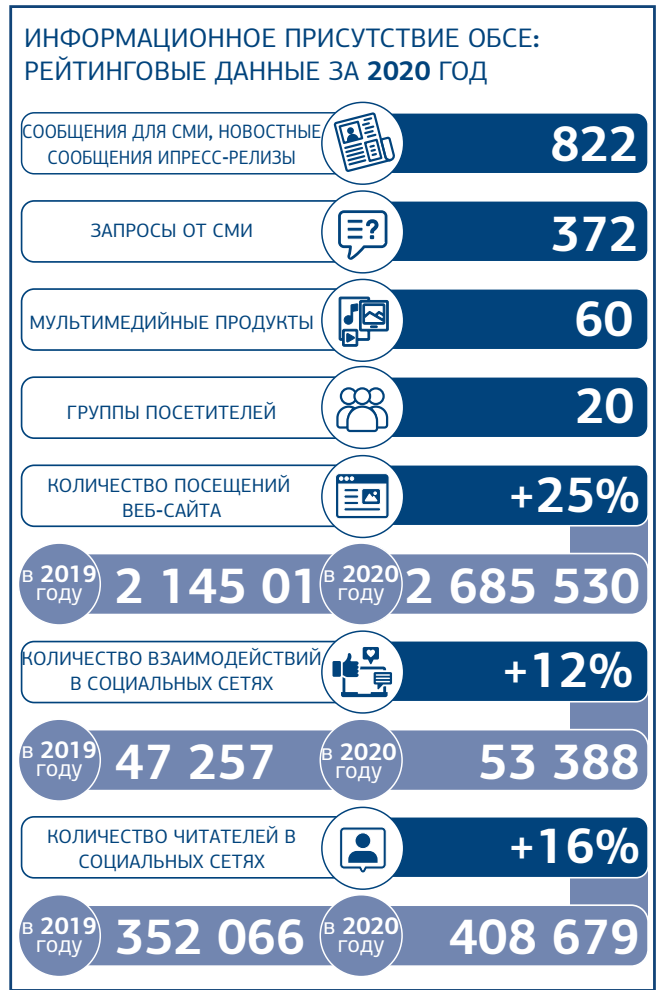 ИНФОРМАЦИОННОЕ ПРИСУТСТВИЕ ОБСЕ:
РЕЙТИНГОВЫЕ ДАННЫЕ ЗА 2020 ГОД
СООБЩЕНИЯ ДЛЯ СМИ, НОВОСТНЫЕ
СООБЩЕНИЯ ИПРЕСС-РЕЛИЗЫ
822
ЗАПРОСЫ ОТ СМИ
372
МУЛЬТИМЕДИЙНЫЕ ПРОДУКТЫ
60
ГРУППЫ ПОСЕТИТЕЛЕЙ
20
КОЛИЧЕСТВО ПОСЕЩЕНИЙ
ВЕБ-САЙТА
+25%
в 2019
году
2 145 01
в 2020
году
2 685 530
КОЛИЧЕСТВО ВЗАИМОДЕЙСТВИЙ
В СОЦИАЛЬНЫХ СЕТЯХ
+12%
в 2019
году
47 257
в 2020
году
53 388
КОЛИЧЕСТВО ЧИТАТЕЛЕЙ В
СОЦИАЛЬНЫХ СЕТЯХ
+16%
в 2019
году
352 066
в 2020
году
408 679